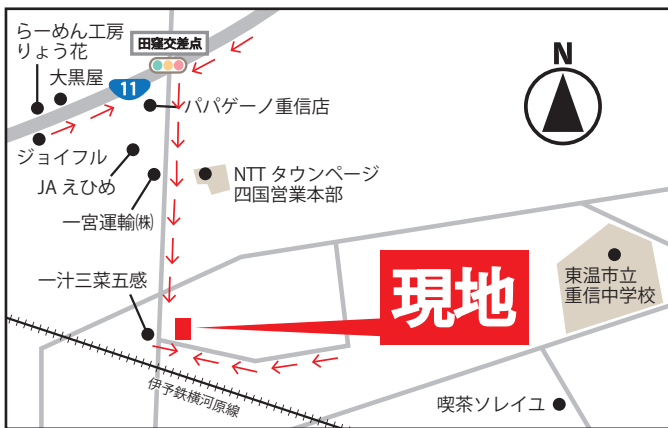 らーめん工房
りょう花
大黒屋
田窪交差点
N
11
パパゲーノ重信店
ジョイフル
JA えひめ
NTT タウンページ
四国営業本部
一宮運輸㈱
一汁三菜五感
現地
東温市立
重信中学校
伊予鉄横河原線
喫茶ソレイユ